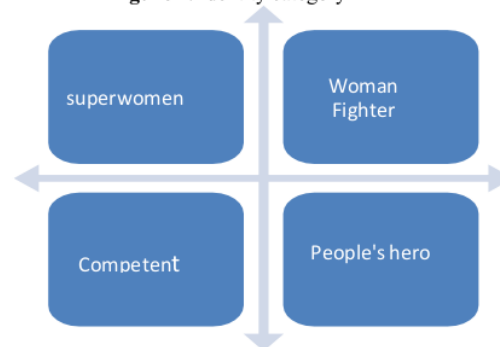 superwomen
Woman
Fighter
Competent
People's hero